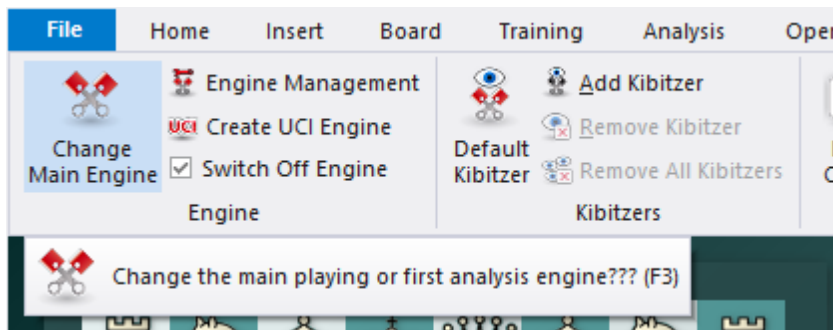 File Home Insert Board Training Analysis
Engine Management
UCI Create UCI Engine
Switch Off Engine
Change
Main Engine
Engine
Default
Kibitzer
Add Kibitzer
Remove Kibitzer
Remove All Kibitzers
Kibitzers
Change the main playing or first analysis engine??? (F3)